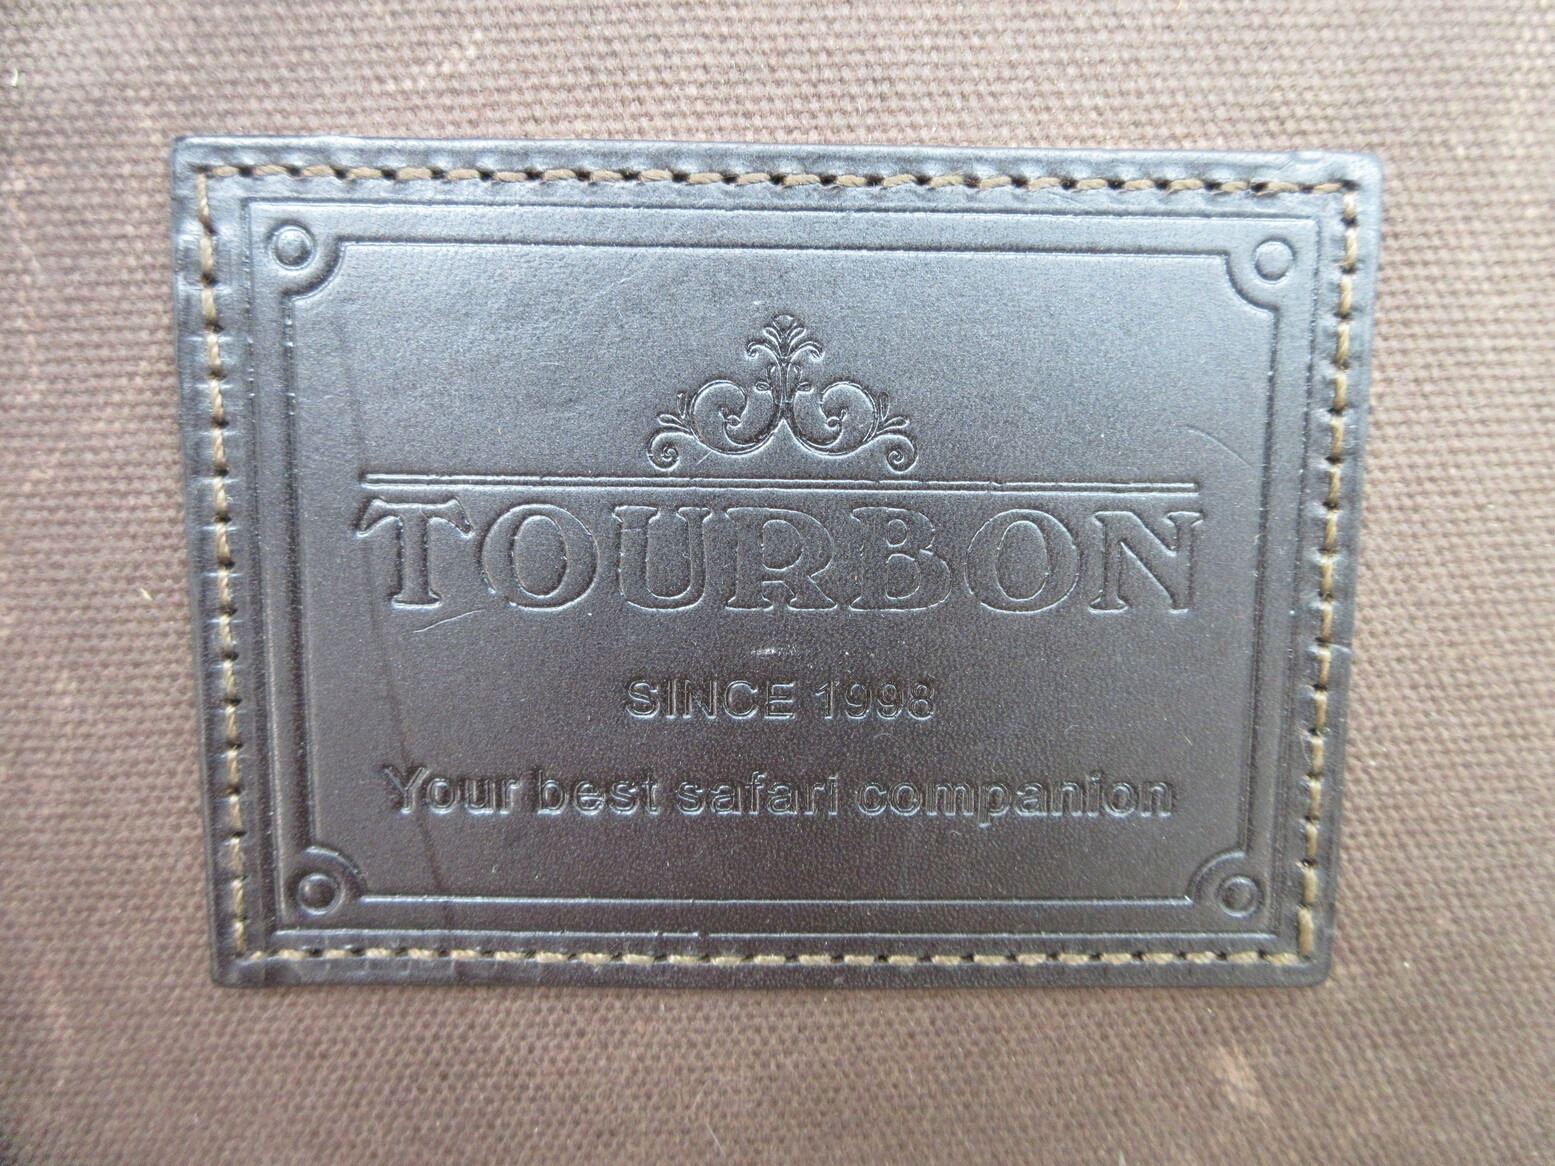 TOURBON
SINCE 1998
Your best safari companion